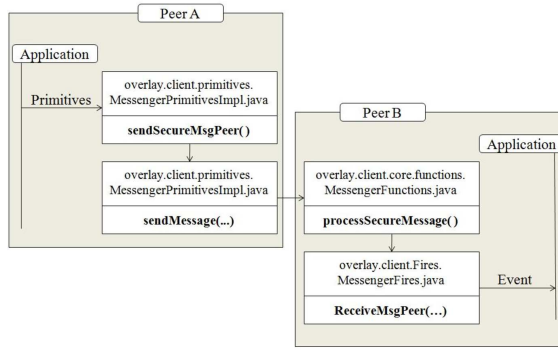 Peer A
Application
Primitives
overlay.client.primitives.
MessengerPrimitivesImpl.java
sendSecureMsgPeer( )
overlay.client.primitives.
MessengerPrimitivesImpl.java
sendMessage(...)
Peer B
Application
overlay.client.core.functions.
MessengerFunctions.java
processSecureMessage( )
overlay.client.Fires.
MessengerFires.java
ReceiveMsgPeer(…)
Event